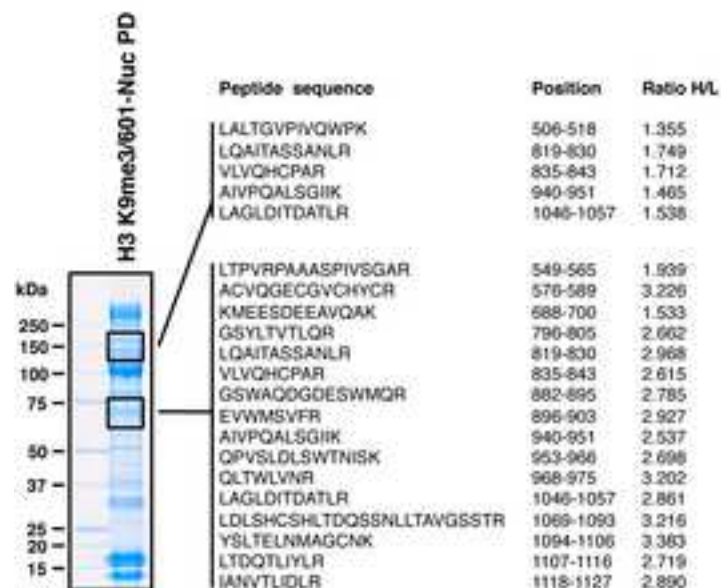 H3 K9me3/601-Nuc PD
Peptide sequence Position Ratio H/L
LALTGVPIVQWPK 506-518 1.355
LQAITASSANLR 819-830 1.749
VLVQHCPAR 835-843 1.712
AIVPQALSGIIK 940-951 1.465
LAGLDITDATLR 1046-1057 1.538
LTPVRPAAASPIVSGAR 549-565 1.939
ACVQGECGVCHYCR 576-589 3.226
KMEESDEEAVQAK 688-700 1.533
GSYLTVTLQR 796-805 2.662
LQAITASSANLR 819-830 2.968
VLVQHCPAR 835-843 2.615
GSWAQDGDESWMQR 882-895 2.785
EVWMSVFR 896-903 2.927
AIVPQALSGIIK 940-951 2.537
QPVSLDLSWTNISK 953-966 2.698
QLTWLVNR 968-975 3.202
LAGLDITDATLR 1046-1057 2.861
LDLSHCSHLTDQSSNLLTAVGSSTR 1069-1093 3.216
YSLTELNMAGCNK 1094-1106 3.383
LTDQTLIYLR 1107-1116 2.719
IANVTLIDLR 1118-1127 2.890
kDa
250
150
100
75
50
37
25
20
15